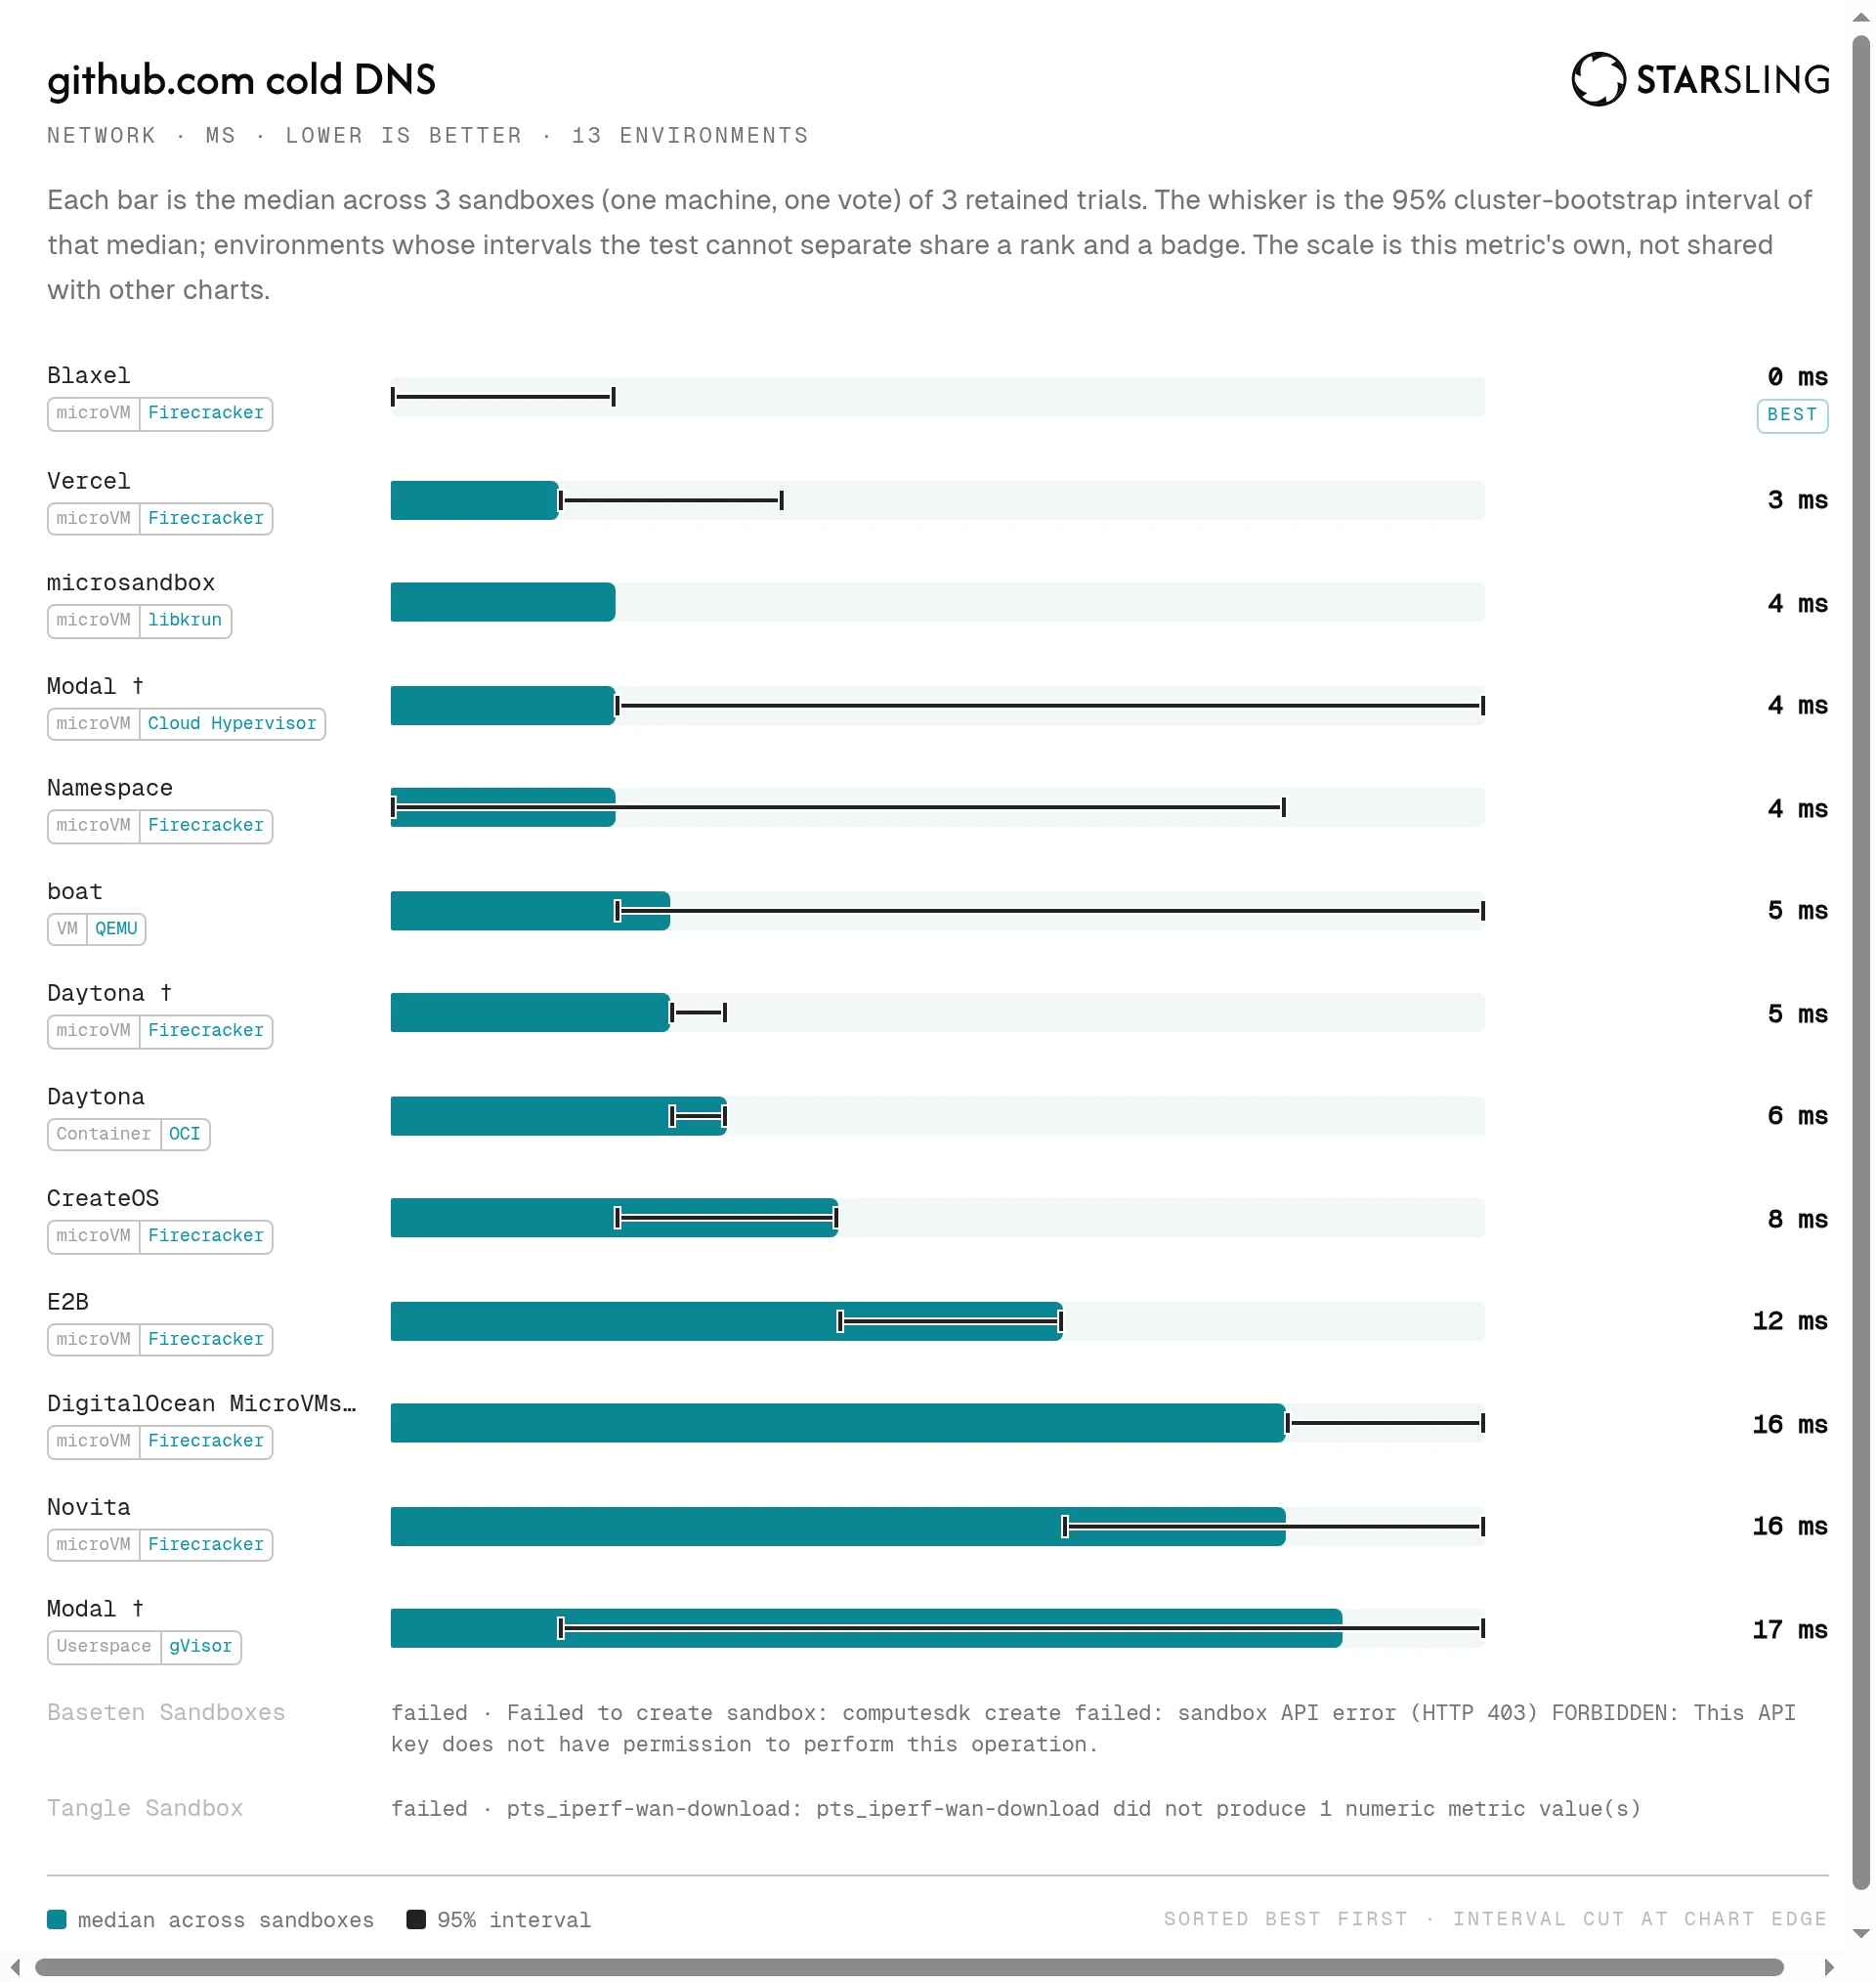 github.com cold DNS
STARSLING
NETWORK · MS · LOWER IS BETTER · 13 ENVIRONMENTS
Each bar is the median across 3 sandboxes (one machine, one vote) of 3 retained trials. The whisker is the 95% cluster-bootstrap interval of
that median; environments whose intervals the test cannot separate share a rank and a badge. The scale is this metric's own, not shared
with other charts.
Blaxel
microVM Firecracker
0 ms
BEST
Vercel
microVM Firecracker
3 ms
microsandbox
microVM libkrun
4 ms
Modal †
microVM Cloud Hypervisor
4 ms
Namespace
microVM Firecracker
4 ms
boat
VM QEMU
5 ms
Daytona †
microVM Firecracker
5 ms
Daytona
Container OCI
6 ms
CreateOS
microVM Firecracker
8 ms
E2B
microVM Firecracker
12 ms
DigitalOcean MicroVMs…
microVM Firecracker
16 ms
Novita
microVM Firecracker
16 ms
Modal †
Userspace gVisor
17 ms
Baseten Sandboxes
failed · Failed to create sandbox: computesdk create failed: sandbox API error (HTTP 403) FORBIDDEN: This API
key does not have permission to perform this operation.
Tangle Sandbox
failed · pts_iperf-wan-download: pts_iperf-wan-download did not produce 1 numeric metric value(s)
median across sandboxes
95% interval
SORTED BEST FIRST · INTERVAL CUT AT CHART EDGE